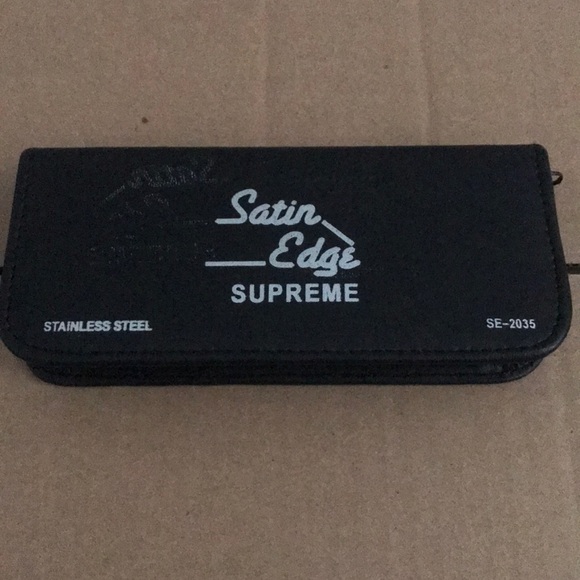 Satin
Edge
SUPREME
STAINLESS STEEL
SE-2035